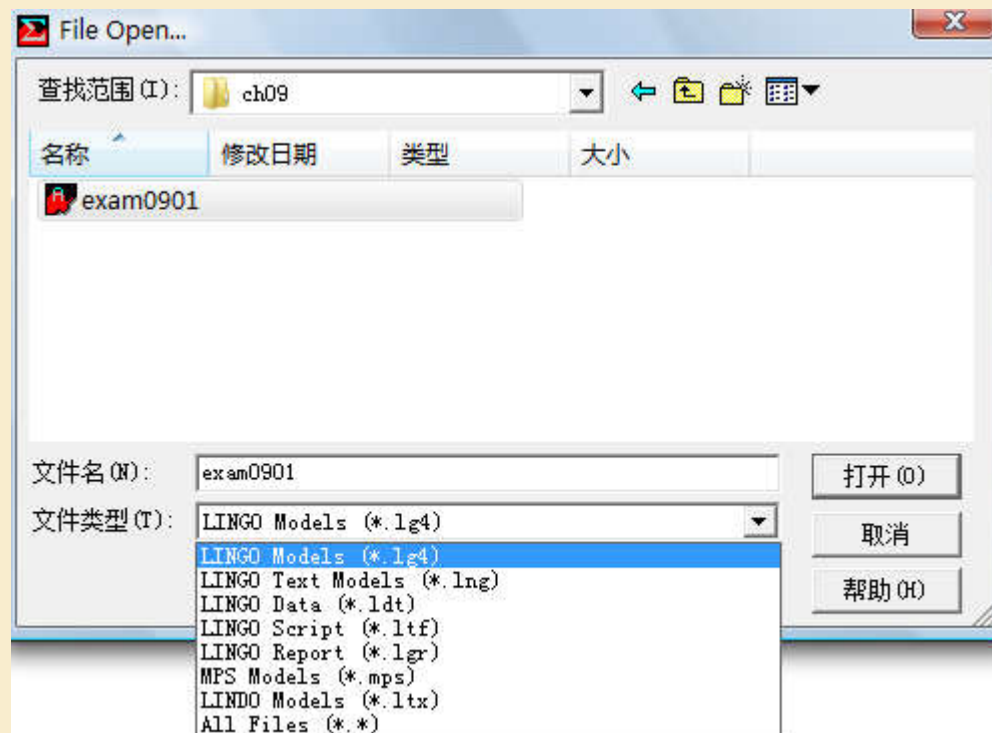 File Open...
查找范围(I): ch09
名称 修改日期 类型 大小
exam0901
文件名(N): exam0901 打开(O)
文件类型(T): LINGO Models (*.lg4) 取消
LINGO Models (*.lg4)
LINGO Text Models (*.lng) 帮助(H)
LINGO Data (*.ldt)
LINGO Script (*.ltf)
LINGO Report (*.lgr)
MPS Models (*.mps)
LINDO Models (*.ltx)
All Files (*.*)